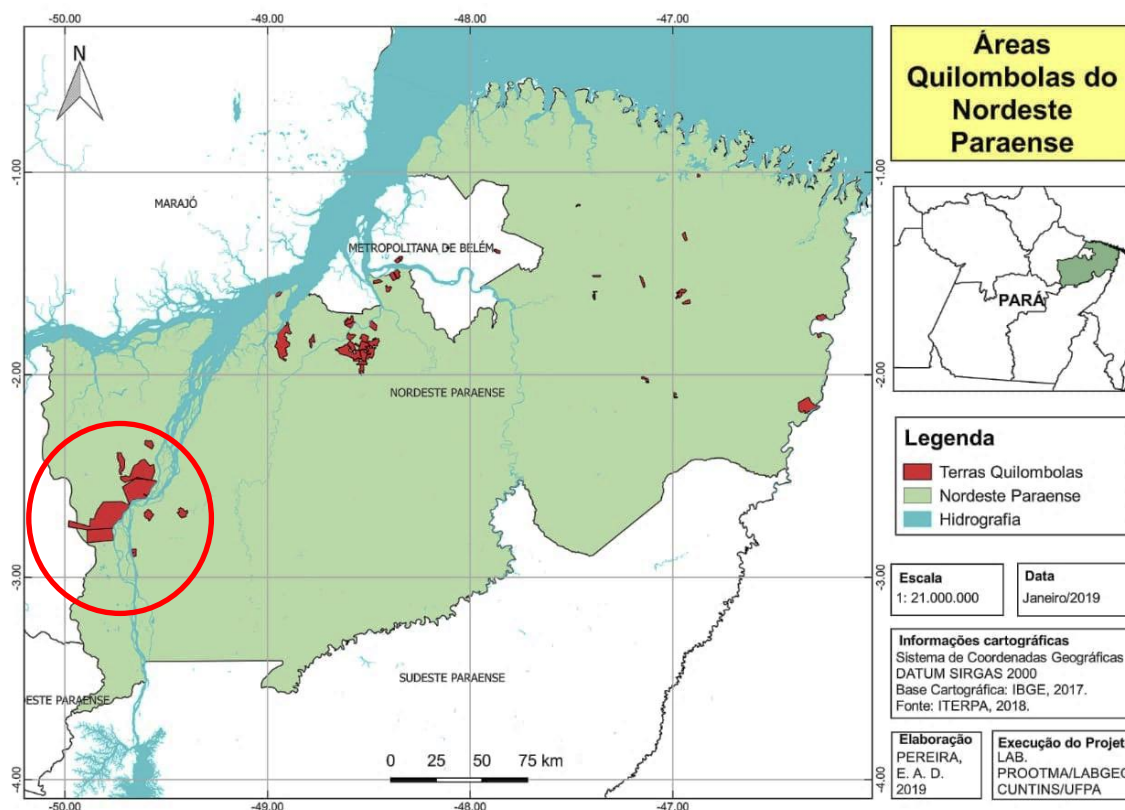 -50.00
-49.00
-48.00
-47.00
N
MARAJÓ
METROPOLITANA DE BELÉM
NORDESTE PARAENSE
SUDESTE PARAENSE
ESTE PARAENSE
-1.00
-2.00
-3.00
-4.00
-1.00
-2.00
-3.00
-4.00
0 25 50 75 km
-50.00
-49.00
-48.00
-47.00
Áreas
Quilombolas do
Nordeste
Paraense
PARÁ
Legenda
Terras Quilombolas
Nordeste Paraense
Hidrografia
Escala
1: 21.000.000
Data
Janeiro/2019
Informações cartográficas
Sistema de Coordenadas Geográficas
DATUM SIRGAS 2000
Base Cartográfica: IBGE, 2017.
Fonte: ITERPA, 2018.
Elaboração
PEREIRA,
E. A. D.
2019
Execução do Projet
LAB.
PROOTMA/LABGEO
CUNTINS/UFPA